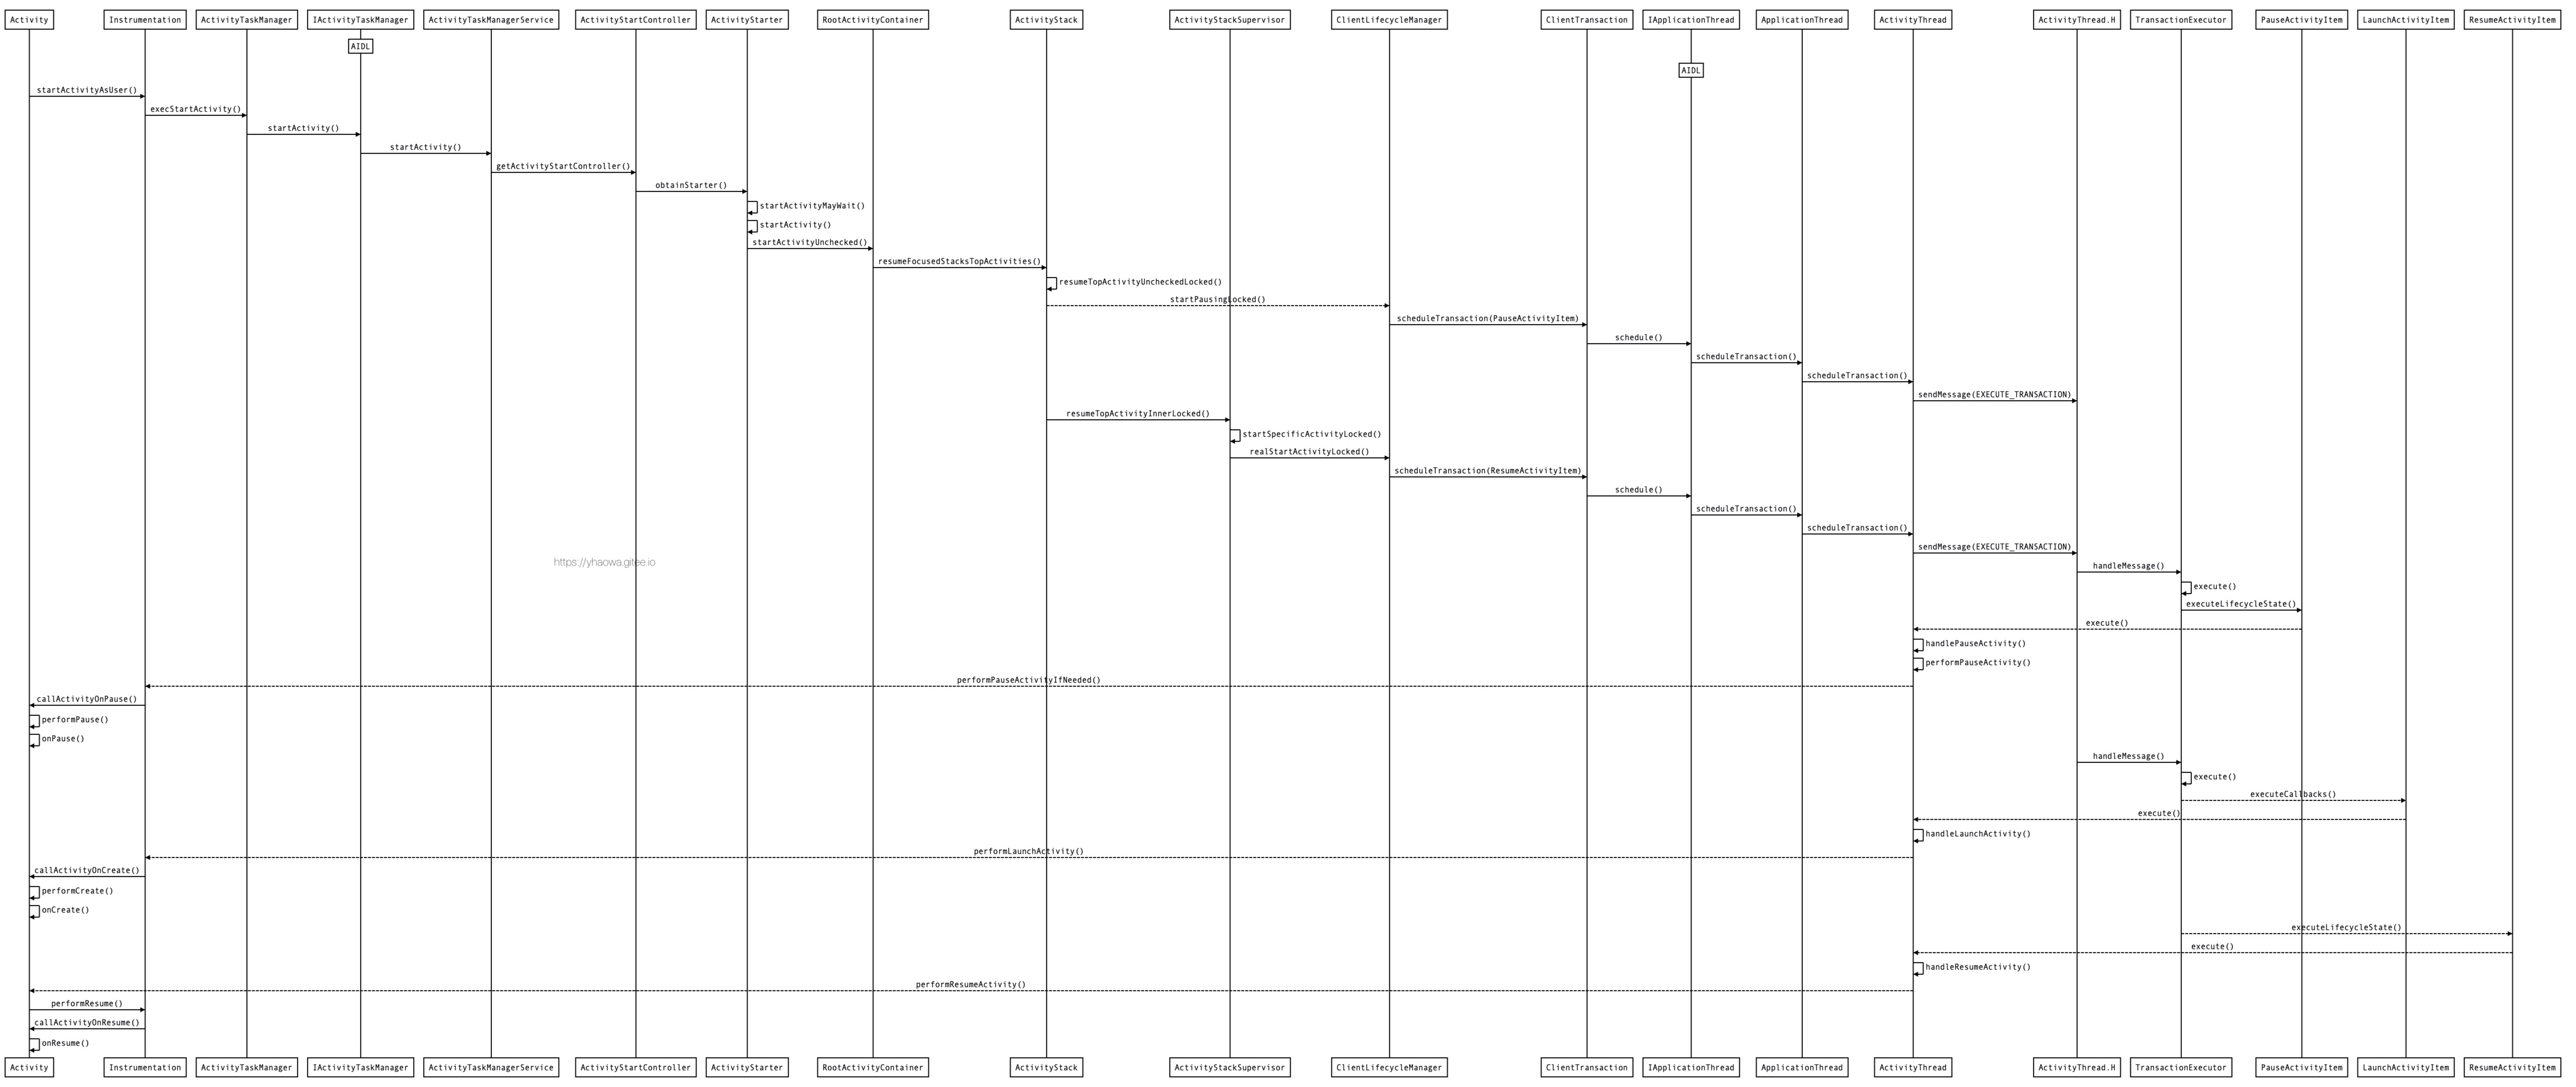 Activity Instrumentation ActivityTaskManager IActivityTaskManager ActivityTaskManagerService ActivityStartController ActivityStarter RootActivityContainer ActivityStack ActivityStackSupervisor ClientLifecycleManager ClientTransaction IApplicationThread ApplicationThread ActivityThread ActivityThread.H TransactionExecutor PauseActivityItem LaunchActivityItem ResumeActivityItem
AIDL
AIDL
startActivityAsUser()
execStartActivity()
startActivity()
startActivity()
getActivityStartController()
obtainStarter()
startActivityMayWait()
startActivity()
startActivityUnchecked()
resumeFocusedStacksTopActivities()
resumeTopActivityUncheckedLocked()
startPausingLocked()
scheduleTransaction(PauseActivityItem)
schedule()
scheduleTransaction()
scheduleTransaction()
sendMessage(EXECUTE_TRANSACTION)
resumeTopActivityInnerLocked()
startSpecificActivityLocked()
realStartActivityLocked()
scheduleTransaction(ResumeActivityItem)
schedule()
scheduleTransaction()
scheduleTransaction()
sendMessage(EXECUTE_TRANSACTION)
https://yhaowa.gitee.io
handleMessage()
execute()
executeLifecycleState()
execute()
handlePauseActivity()
performPauseActivity()
performPauseActivityIfNeeded()
callActivityOnPause()
performPause()
onPause()
handleMessage()
execute()
executeCallbacks()
execute()
handleLaunchActivity()
performLaunchActivity()
callActivityOnCreate()
performCreate()
onCreate()
executeLifecycleState()
execute()
handleResumeActivity()
performResumeActivity()
performResume()
callActivityOnResume()
onResume()
Activity Instrumentation ActivityTaskManager IActivityTaskManager ActivityTaskManagerService ActivityStartController ActivityStarter RootActivityContainer ActivityStack ActivityStackSupervisor ClientLifecycleManager ClientTransaction IApplicationThread ApplicationThread ActivityThread ActivityThread.H TransactionExecutor PauseActivityItem LaunchActivityItem ResumeActivityItem